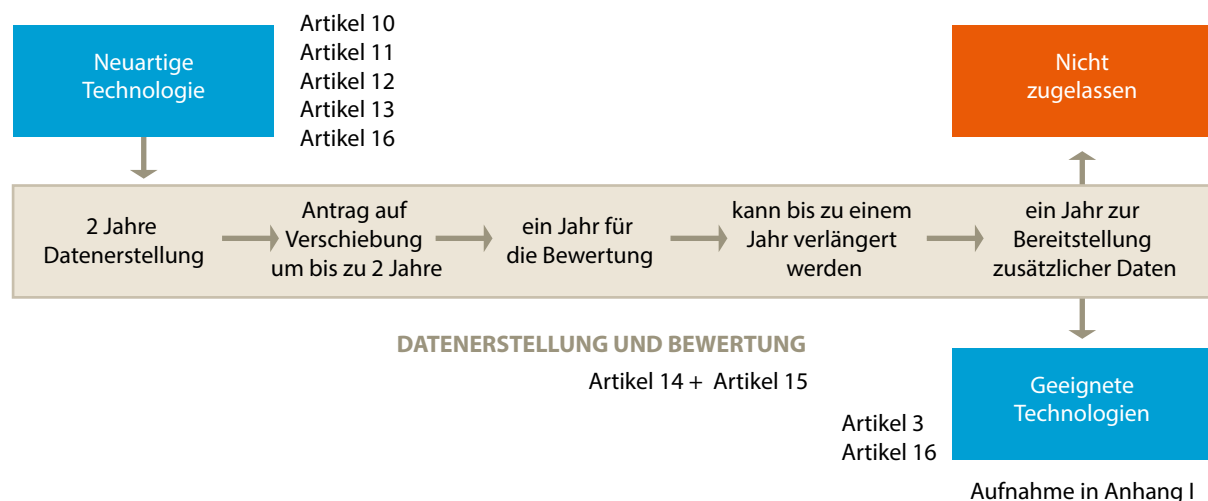 Neuartige
Technologie
Artikel 10
Artikel 11
Artikel 12
Artikel 13
Artikel 16
Nicht
zugelassen
2 Jahre
Datenerstellung
Antrag auf
Verschiebung
um bis zu 2 Jahre
ein Jahr für
die Bewertung
kann bis zu einem
Jahr verlängert
werden
ein Jahr zur
Bereitstellung
zusätzlicher Daten
DATENERSTELLUNG UND BEWERTUNG
Artikel 14 + Artikel 15
Artikel 3
Artikel 16
Geeignete
Technologien
Aufnahme in Anhang I